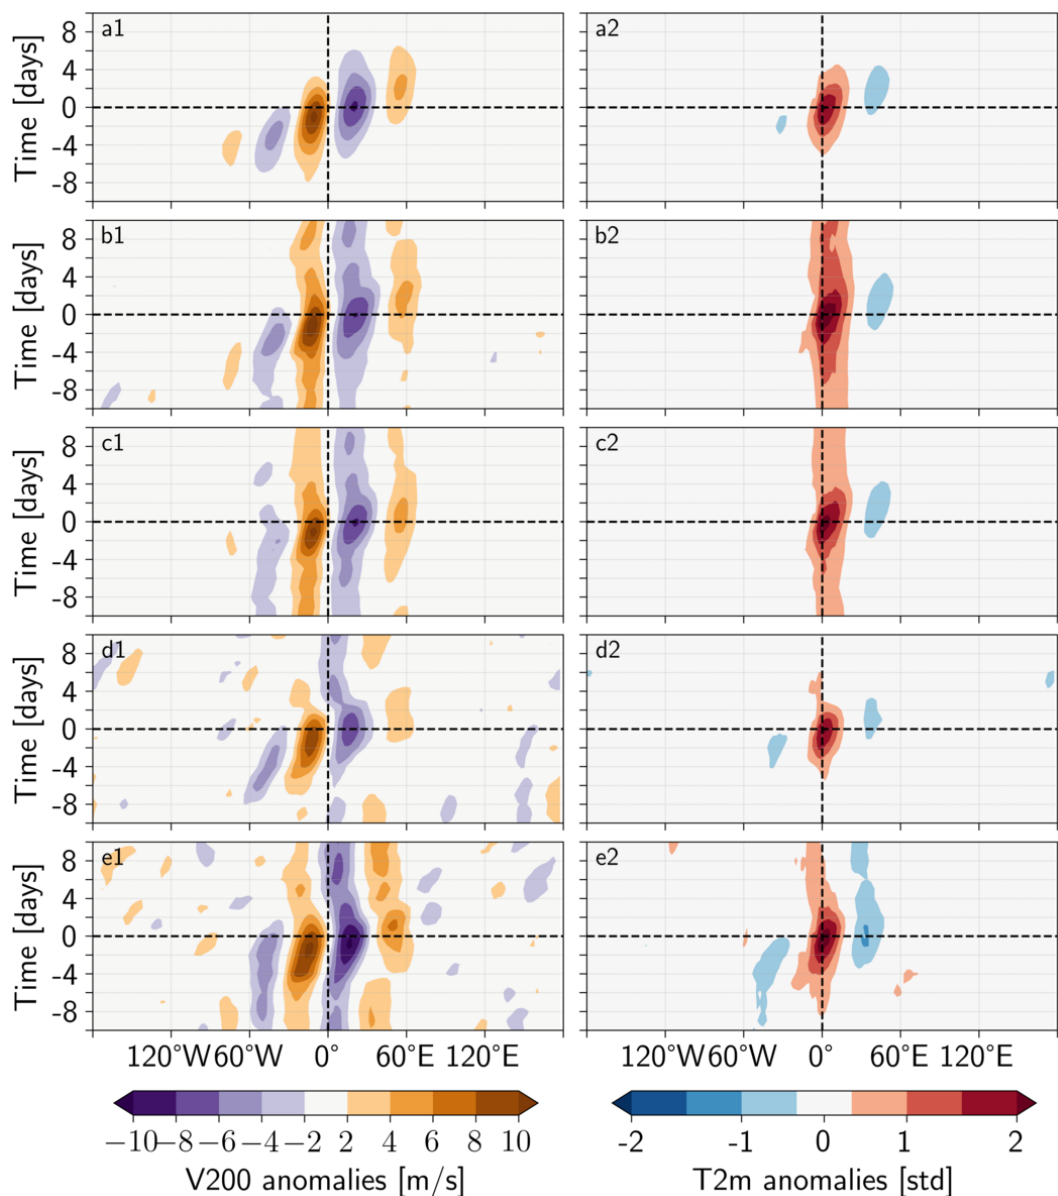 a1
a2
8
4
0
-4
-8
Time [days]
b1
b2
8
4
0
-4
-8
Time [days]
c1
c2
8
4
0
-4
-8
Time [days]
d1
d2
8
4
0
-4
-8
Time [days]
e1
e2
8
4
0
-4
-8
Time [days]
120°W 60°W 0° 60°E 120°E
120°W 60°W 0° 60°E 120°E
−10 −8 −6 −4 −2 2 4 6 8 10
-2 -1 0 1 2
V200 anomalies [m/s]
T2m anomalies [std]